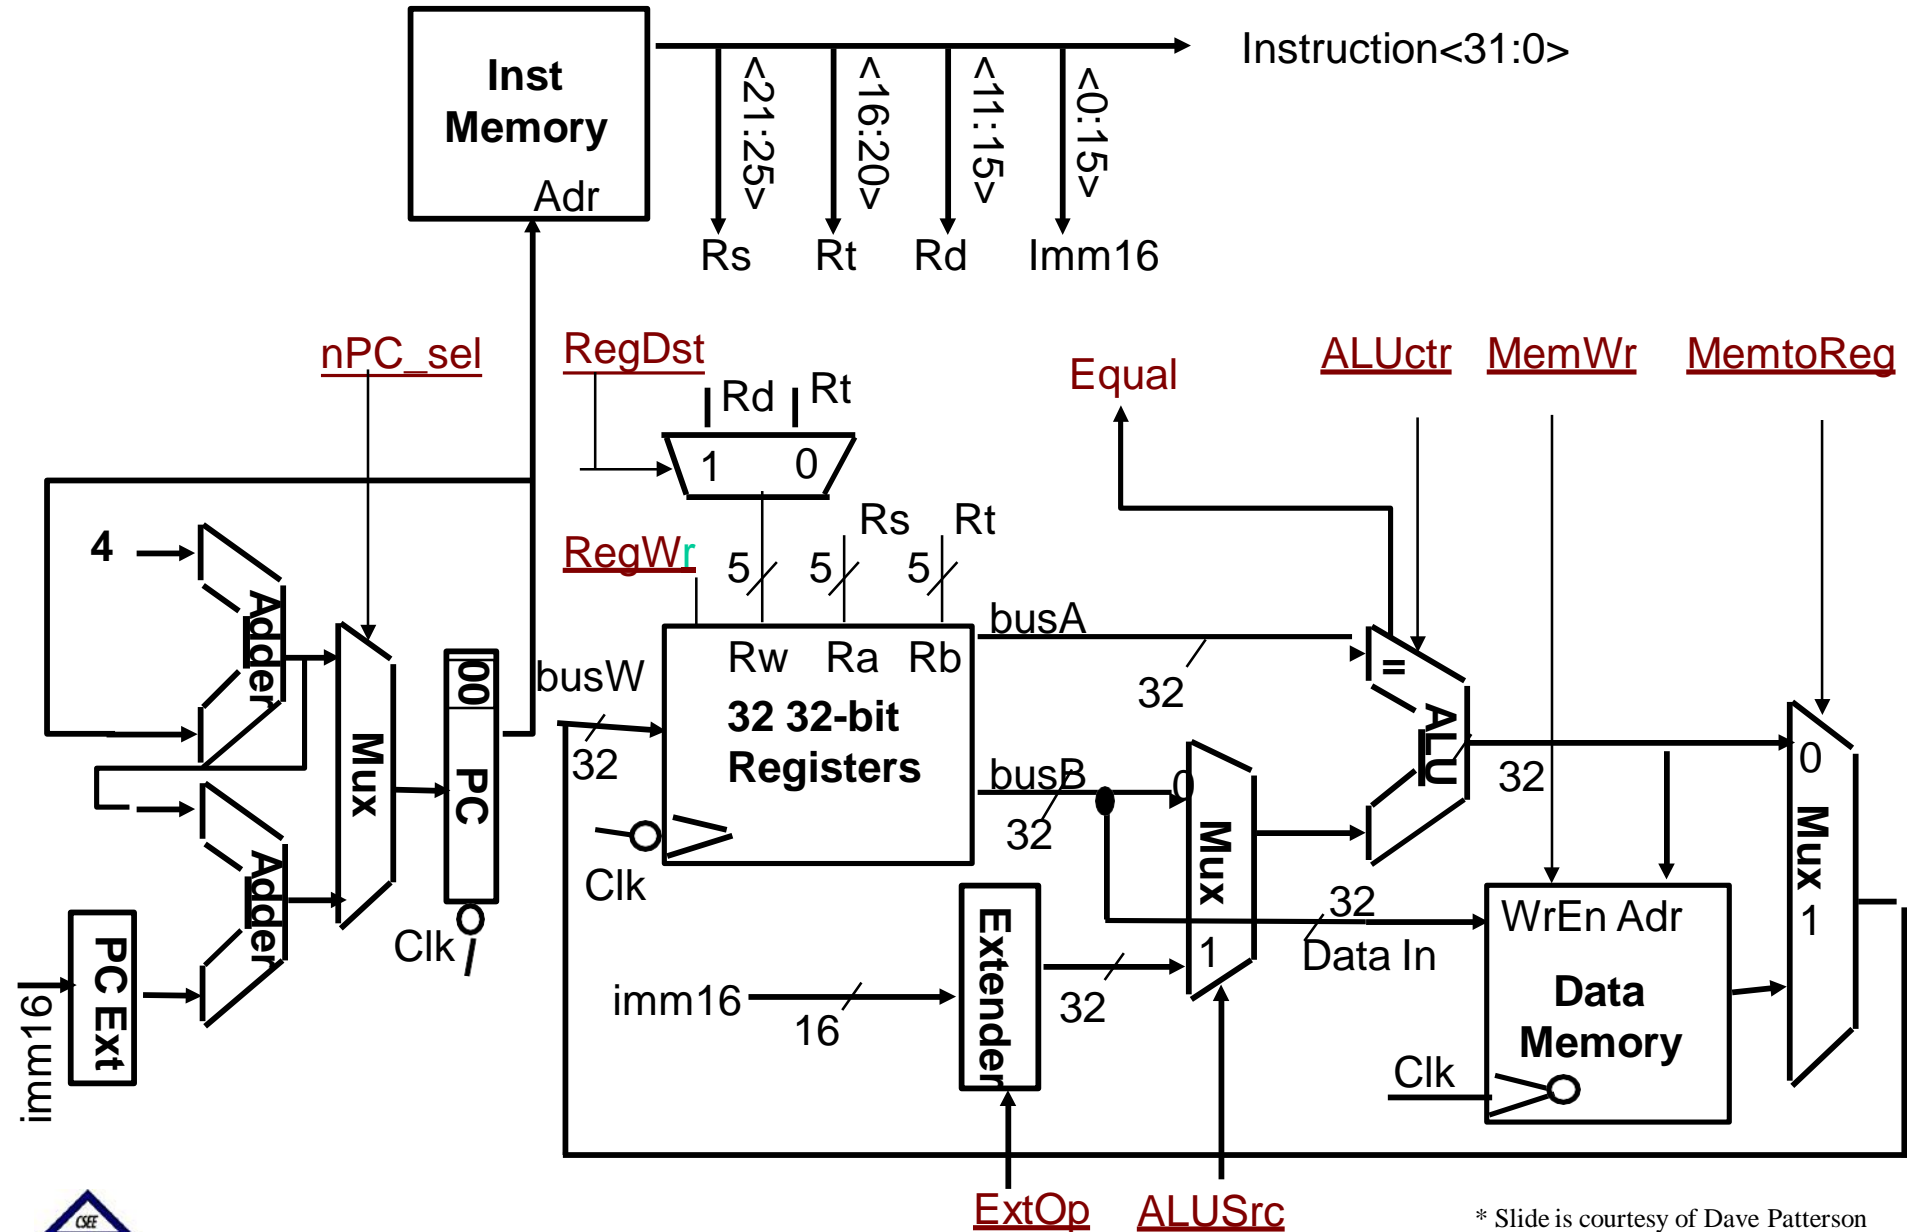 Inst
Memory
Adr
Instruction<31:0>
<21:25>
<16:20>
<11:15>
<0:15>
Rs
Rt
Rd
Imm16
nPC_sel
RegDst
Equal
ALUctr
MemWr
MemtoReg
Rd
Rt
1
0
4
Adder
RegWr
5
5
5
Rs
Rt
busA
32
=
ALU
32
busW
32
Rw
Ra
Rb
32 32-bit
Registers
Clk
busB
32
0
Mux
1
00
PC
Mux
Clk
Adder
PC Ext
imm16
imm16
16
Extender
32
32
Data In
WrEn Adr
Data
Memory
Clk
0
Mux
1
ExtOp
ALUSrc
CSEE
* Slide is courtesy of Dave Patterson